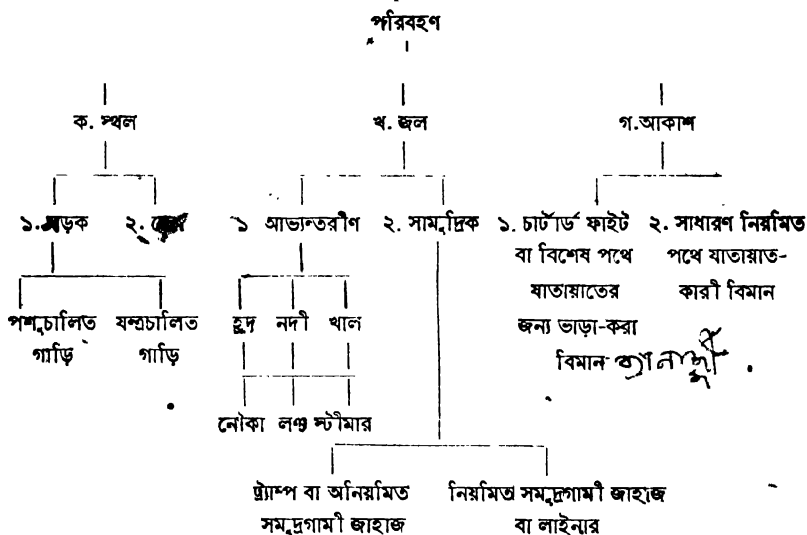 পরিবহণ
ক. স্থল খ. জল গ. আকাশ
১. সড়ক ২. ১ আভ্যন্তরীণ ২. সামুদ্রিক ১. চার্টার্ড ফাইট ২. সাধারণ নিয়মিত
বা বিশেষ পথে পথে যাতায়াত-
পশুচালিত যন্ত্রচালিত হ্রদ নদী খাল যাতায়াতের কারী বিমান
গাড়ি গাড়ি জন্য ভাড়া-করা
বিমান
নৌকা লঞ্চ স্টীমার
ট্র্যাম্প বা অনিয়মিত নিয়মিত সমুদ্রগামী জাহাজ
সমুদ্রগামী জাহাজ বা লাইনার